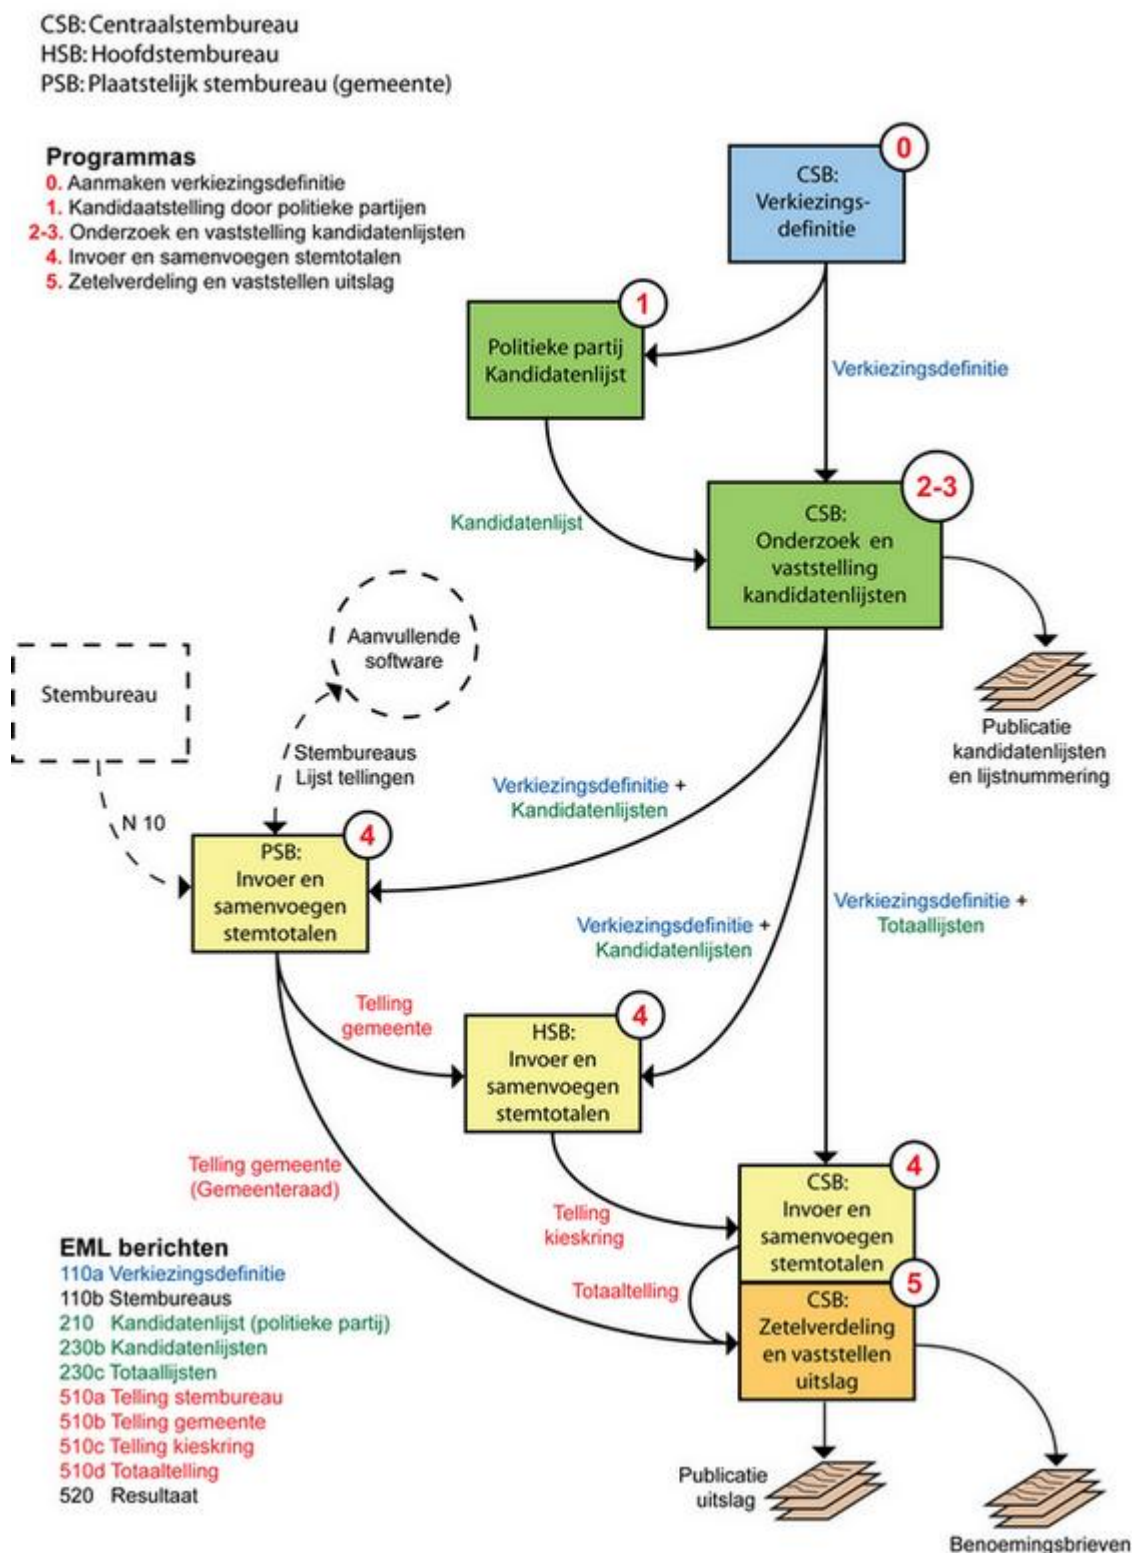 CSB: Centraalstembureau
HSB: Hoofdstembureau
PSB: Plaatstelijk stembureau (gemeente)
Programmas
0. Aanmaken verkiezingsdefinitie
1. Kandidaatstelling door politieke partijen
2-3. Onderzoek en vaststelling kandidatenlijsten
4. Invoer en samenvoegen stemtotalen
5. Zetelverdeling en vaststellen uitslag
0
CSB:
Verkiezings-
definitie
1
Politieke partij
Kandidatenlijst
Verkiezingsdefinitie
2-3
CSB:
Onderzoek en
vaststelling
kandidatenlijsten
Kandidatenlijst
Aanvullende
software
Stembureau
Publicatie
kandidatenlijsten
en lijstnummering
Stembureaus
Lijst tellingen
N 10
Verkiezingsdefinitie +
Kandidatenlijsten
4
PSB:
Invoer en
samenvoegen
stemtotalen
Verkiezingsdefinitie +
Kandidatenlijsten
Verkiezingsdefinitie +
Totaallijsten
Telling
gemeente
4
HSB:
Invoer en
samenvoegen
stemtotalen
Telling gemeente
(Gemeenteraad)
Telling
kieskring
4
CSB:
Invoer en
samenvoegen
stemtotalen
Totaaltelling
5
CSB:
Zetelverdeling
en vaststellen
uitslag
EML berichten
110a Verkiezingsdefinitie
110b Stembureaus
210 Kandidatenlijst (politieke partij)
230b Kandidatenlijsten
230c Totaallijsten
510a Telling stembureau
510b Telling gemeente
510c Telling kieskring
510d Totaaltelling
520 Resultaat
Publicatie
uitslag
Benoemingsbrieven